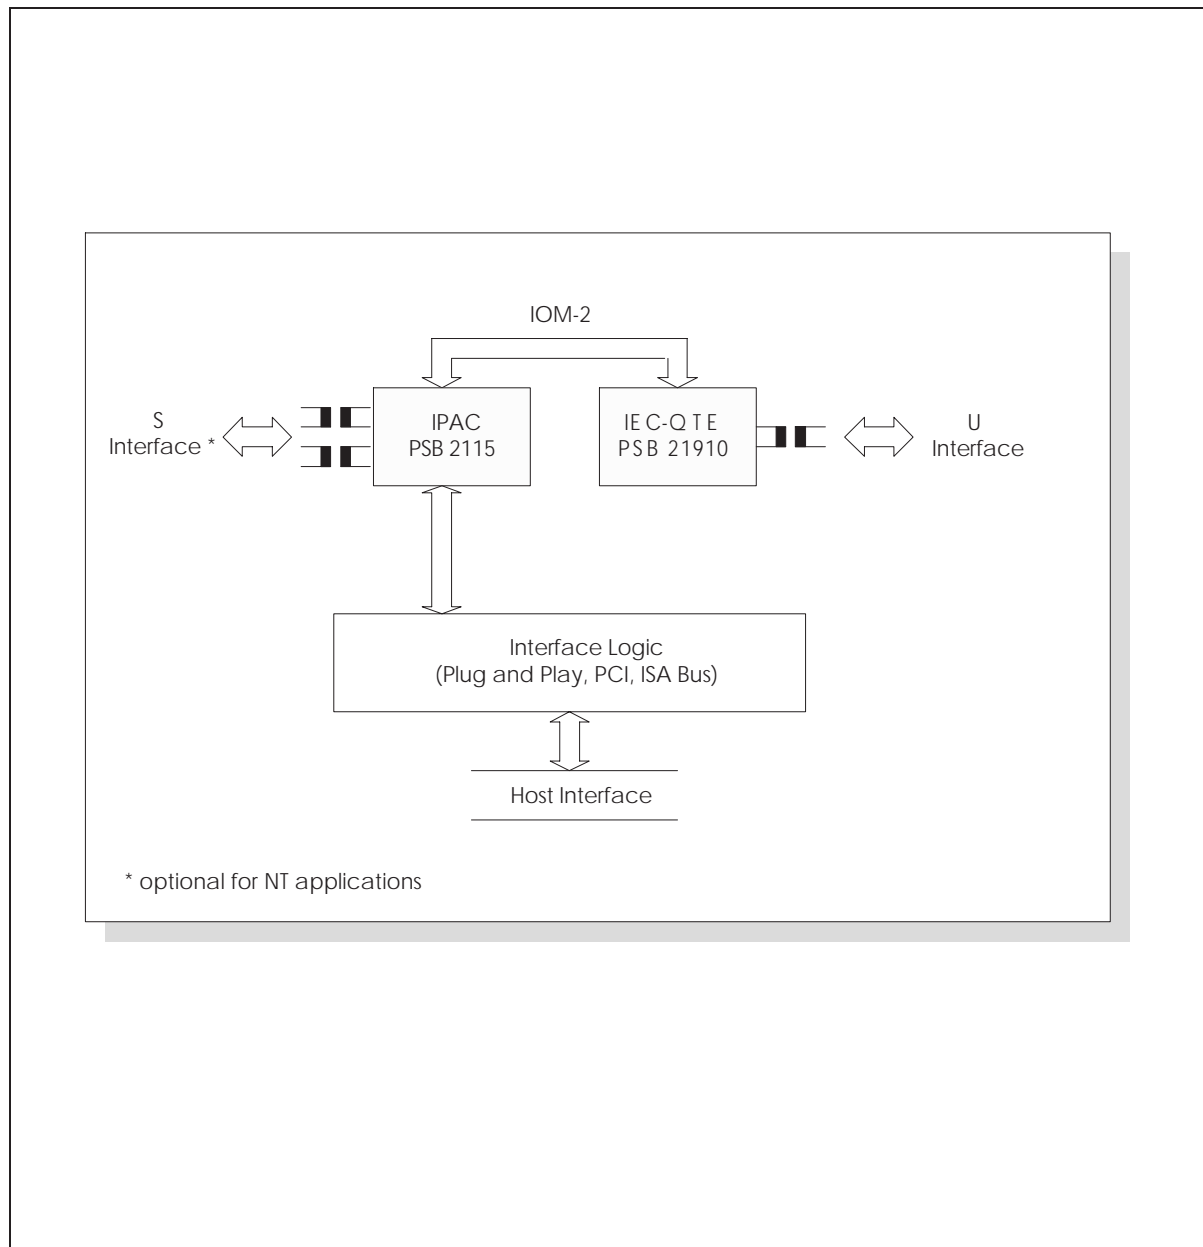 IOM-2
S
Interface *
IPAC
PSB 2115
IEC-QTE
PSB 21910
U
Interface
Interface Logic
(Plug and Play, PCI, ISA Bus)
Host Interface
* optional for NT applications